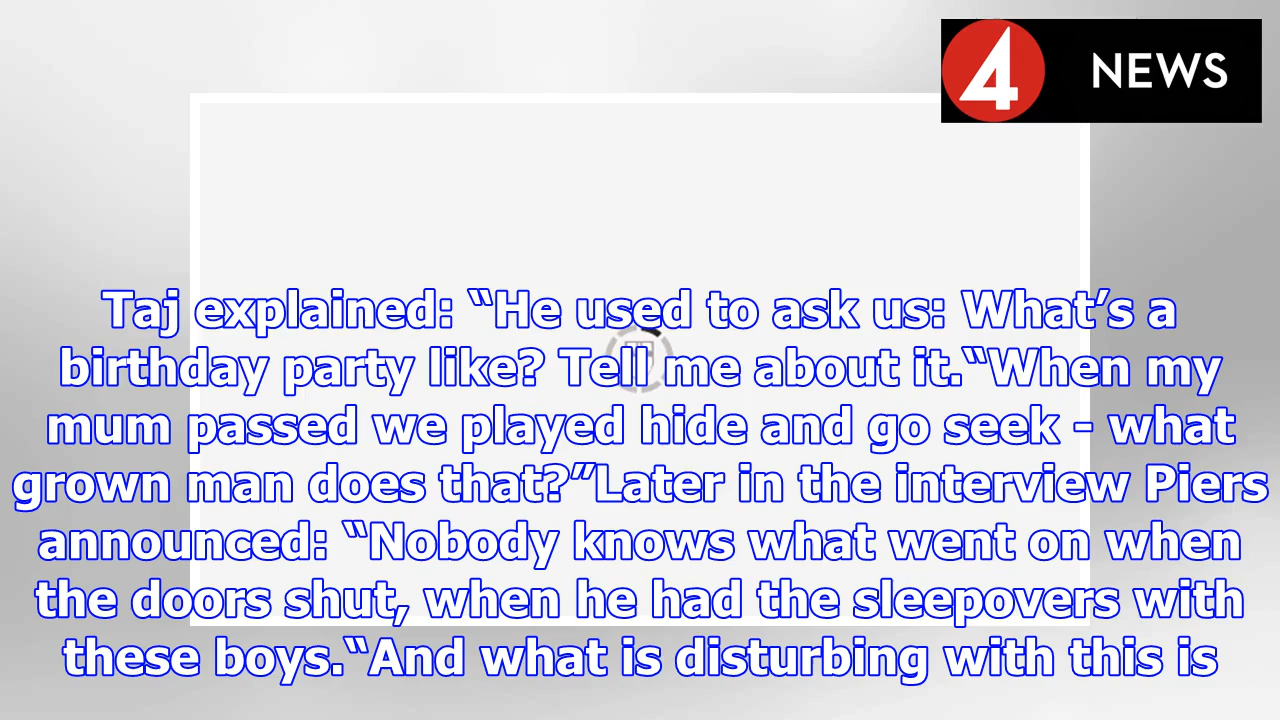 4 NEWS
Taj explained: “He used to ask us: What’s a
birthday party like? Tell me about it.“When my
mum passed we played hide and go seek - what
grown man does that?”Later in the interview Piers
announced: “Nobody knows what went on when
the doors shut, when he had the sleepovers with
these boys.“And what is disturbing with this is